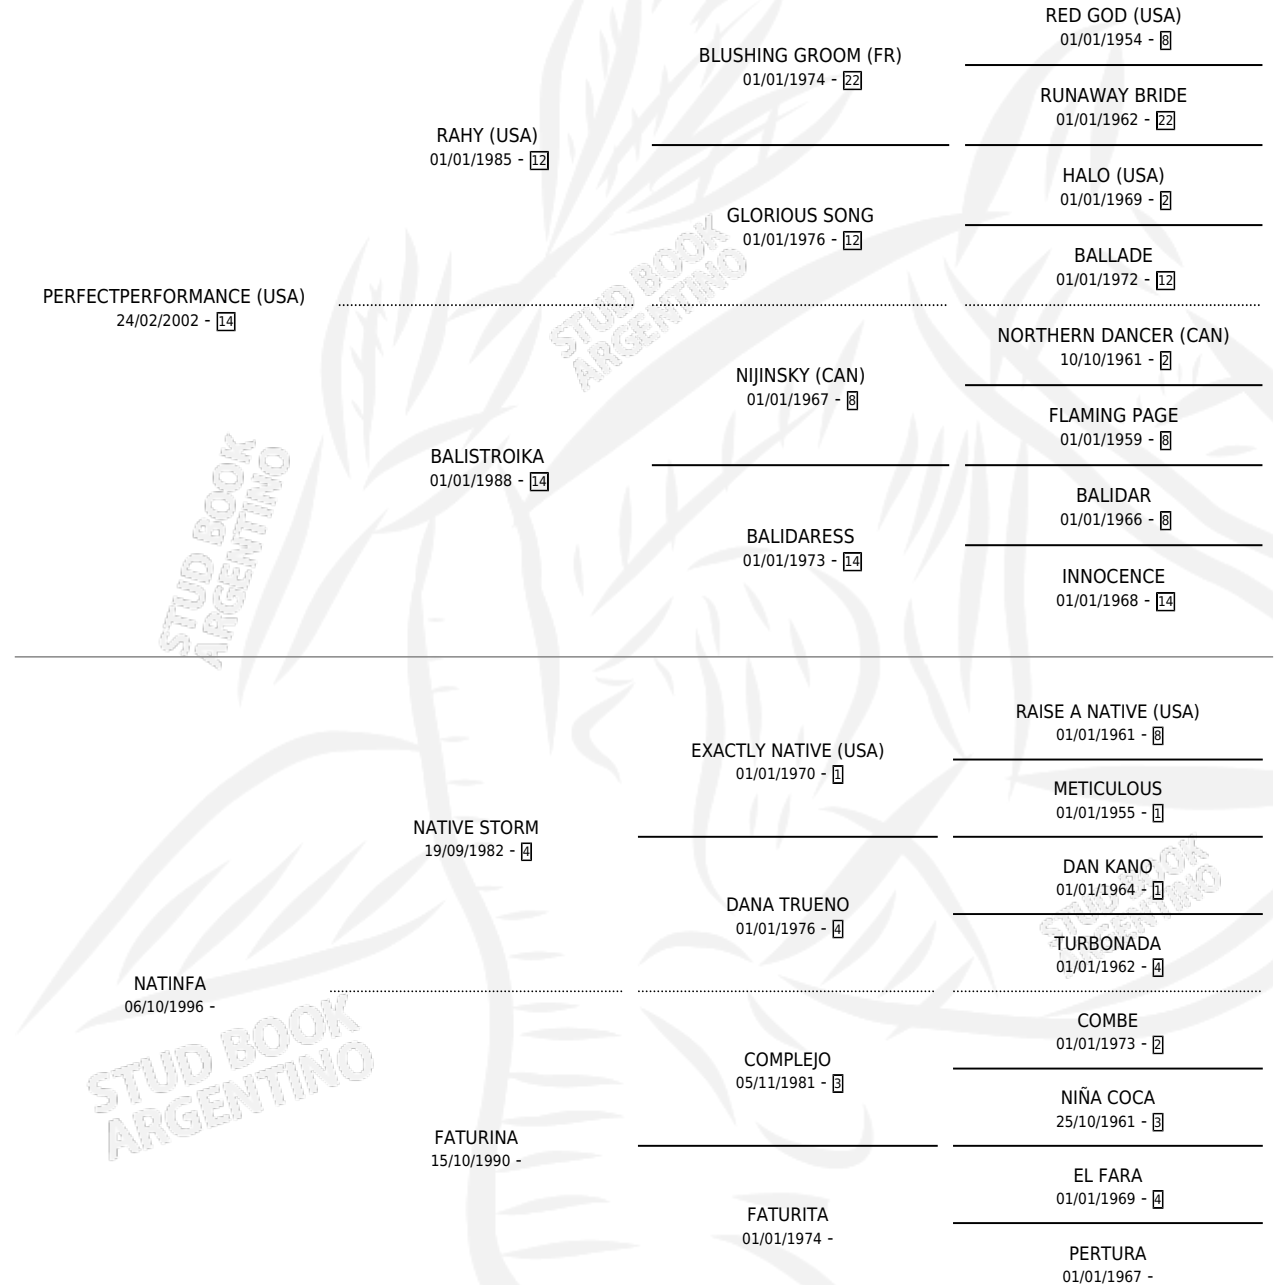 RED GOD (USA)
01/01/1954 - 8
BLUSHING GROOM (FR)
01/01/1974 - 22
RUNAWAY BRIDE
01/01/1962 - 22
RAHY (USA)
01/01/1985 - 12
HALO (USA)
01/01/1969 - 2
GLORIOUS SONG
01/01/1976 - 12
BALLADE
01/01/1972 - 12
PERFECTPERFORMANCE (USA)
24/02/2002 - 14
NORTHERN DANCER (CAN)
10/10/1961 - 2
NIJINSKY (CAN)
01/01/1967 - 8
FLAMING PAGE
01/01/1959 - 8
BALISTROIKA
01/01/1988 - 14
BALIDAR
01/01/1966 - 8
BALIDARESS
01/01/1973 - 14
INNOCENCE
01/01/1968 - 14
RAISE A NATIVE (USA)
01/01/1961 - 8
EXACTLY NATIVE (USA)
01/01/1970 - 1
METICULOUS
01/01/1955 - 1
NATIVE STORM
19/09/1982 - 4
DAN KANO
01/01/1964 - 1
DANA TRUENO
01/01/1976 - 4
TURBONADA
01/01/1962 - 4
NATINFA
06/10/1996 -
COMBE
01/01/1973 - 2
COMPLEJO
05/11/1981 - 3
NIÑA COCA
25/10/1961 - 3
FATURINA
15/10/1990 -
EL FARA
01/01/1969 - 4
FATURITA
01/01/1974 -
PERTURA
01/01/1967 -
STUD BOOK
ARGENTINO
STUD BOOK
ARGENTINO
STUD BOOK
ARGENTINO
STUD BOOK
ARGENTINO